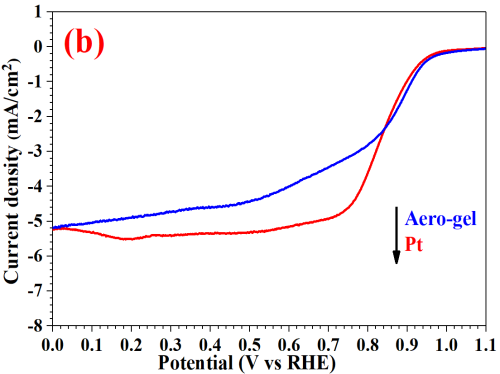 (b)
Current density (mA/cm2)
1
0
-1
-2
-3
-4
-5
-6
-7
-8
Aero-gel
Pt
0.0 0.1 0.2 0.3 0.4 0.5 0.6 0.7 0.8 0.9 1.0 1.1
Potential (V vs RHE)